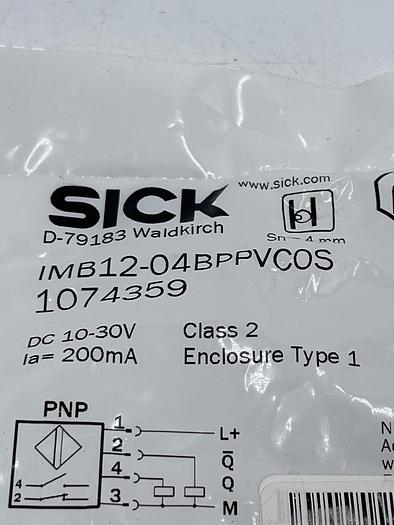 SICK
www.sick.com
D-79183 Waldkirch
Sn = 4 mm
IMB12-04BPPVC0S
1074359
DC 10-30V Class 2
Ia= 200mA Enclosure Type 1
PNP
1 L+
2 Q̅
4 Q
3 M
4
2